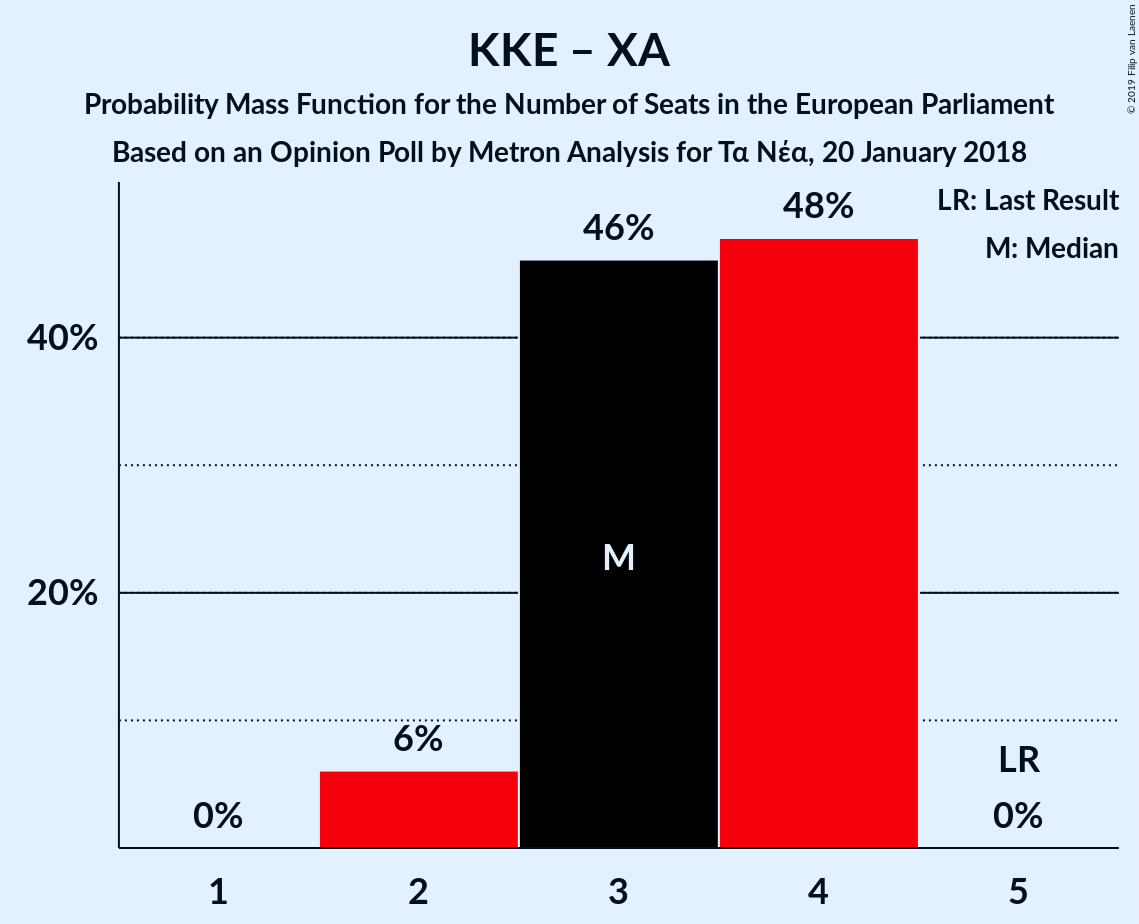 KKE – XA
Probability Mass Function for the Number of Seats in the European Parliament
Based on an Opinion Poll by Metron Analysis for Τα Νέα, 20 January 2018
© 2019 Filip van Laenen
LR: Last Result
M: Median
40%
20%
0%
6%
46%
M
48%
LR
0%
1 2 3 4 5